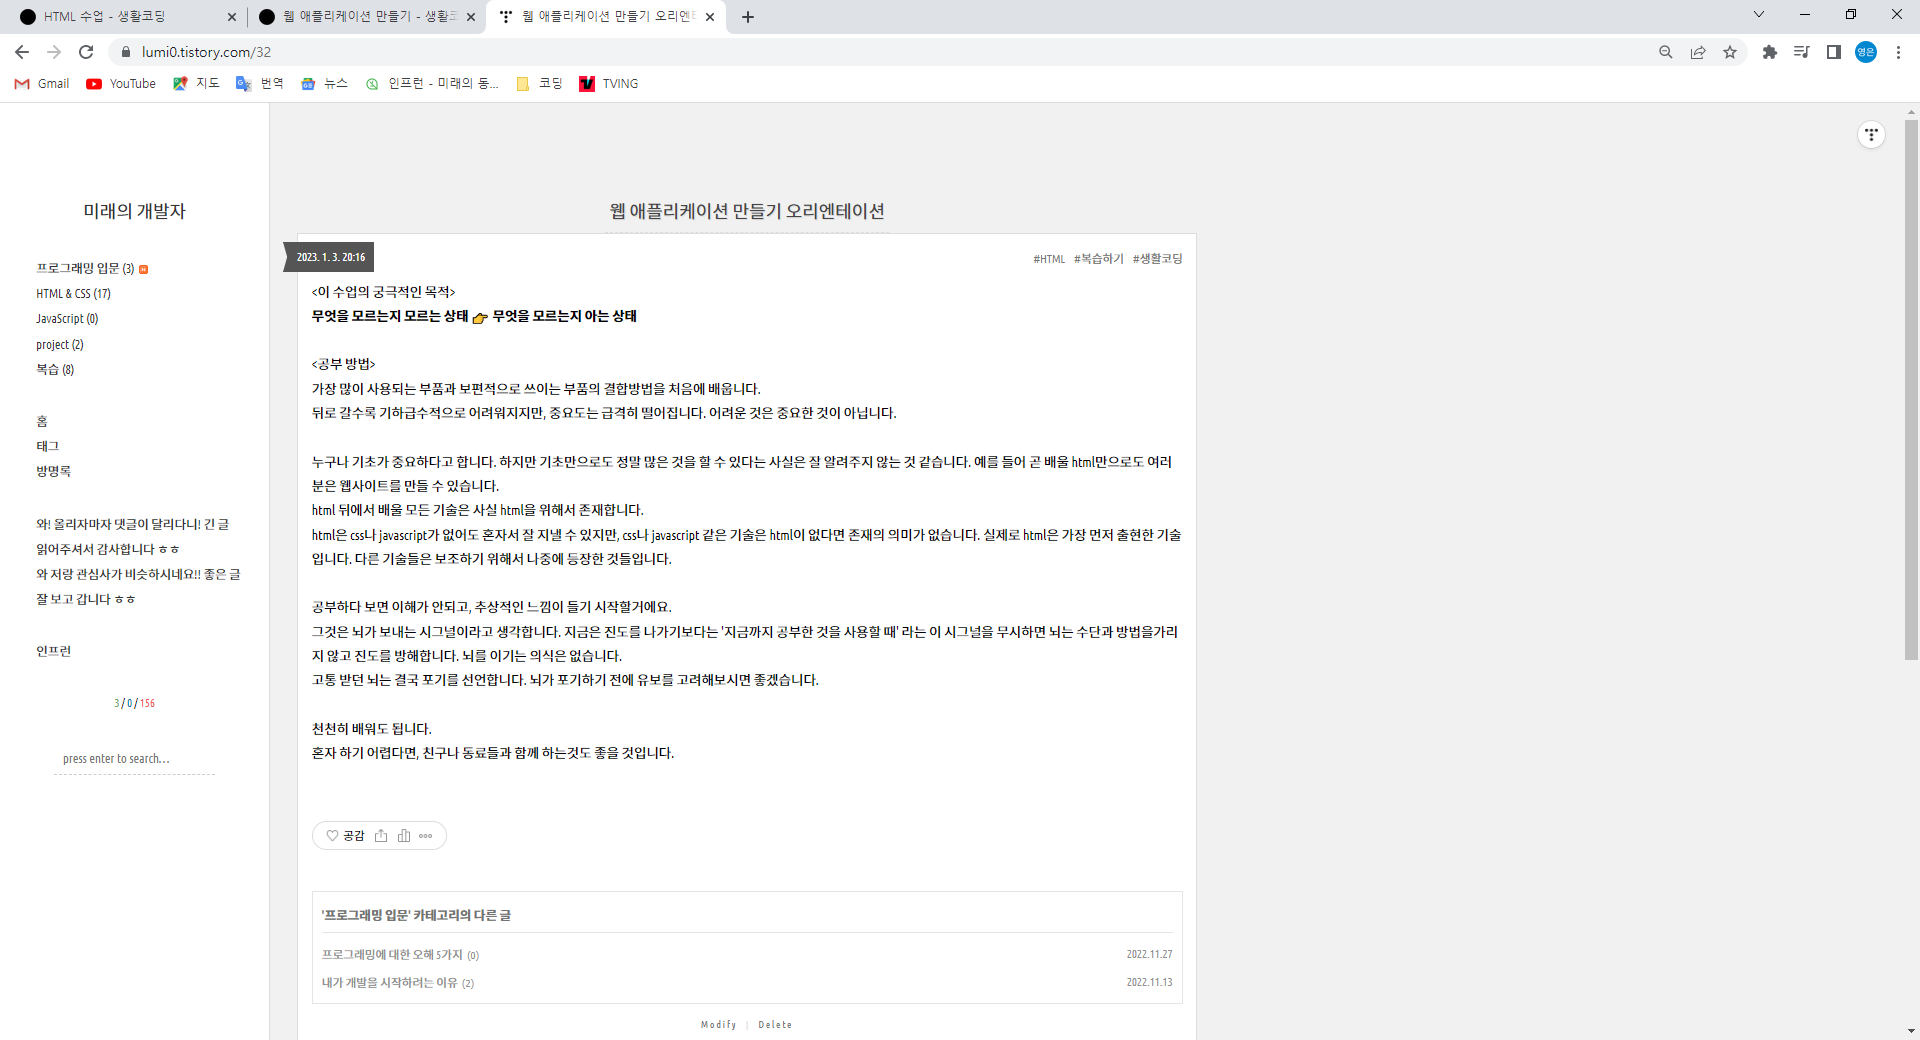 HTML 수업 - 생활코딩
웹 애플리케이션 만들기 - 생활코
웹 애플리케이션 만들기 오리엔테
lumi0.tistory.com/32
영은
Gmail
YouTube
지도
번역
뉴스
인프런 - 미래의 동...
코딩
TVING
미래의 개발자
프로그래밍 입문 (3)
HTML & CSS (17)
JavaScript (0)
project (2)
복습 (8)
홈
태그
방명록
와! 올리자마자 댓글이 달리다니! 긴 글
읽어주셔서 감사합니다 ㅎㅎ
와 저랑 관심사가 비슷하시네요!! 좋은 글
잘 보고 갑니다 ㅎㅎ
인프런
3 / 0 / 156
press enter to search...
웹 애플리케이션 만들기 오리엔테이션
2023. 1. 3. 20:16
#HTML #복습하기 #생활코딩
<이 수업의 궁극적인 목적>
무엇을 모르는지 모르는 상태 👉 무엇을 모르는지 아는 상태
<공부 방법>
가장 많이 사용되는 부품과 보편적으로 쓰이는 부품의 결합방법을 처음에 배웁니다.
뒤로 갈수록 기하급수적으로 어려워지지만, 중요도는 급격히 떨어집니다. 어려운 것은 중요한 것이 아닙니다.
누구나 기초가 중요하다고 합니다. 하지만 기초만으로도 정말 많은 것을 할 수 있다는 사실은 잘 알려주지 않는 것 같습니다. 예를 들어 곧 배울 html만으로도 여러
분은 웹사이트를 만들 수 있습니다.
html 뒤에서 배울 모든 기술은 사실 html을 위해서 존재합니다.
html은 css나 javascript가 없어도 혼자서 잘 지낼 수 있지만, css나 javascript 같은 기술은 html이 없다면 존재의 의미가 없습니다. 실제로 html은 가장 먼저 출현한 기술
입니다. 다른 기술들은 보조하기 위해서 나중에 등장한 것들입니다.
공부하다 보면 이해가 안되고, 추상적인 느낌이 들기 시작할거에요.
그것은 뇌가 보내는 시그널이라고 생각합니다. 지금은 진도를 나가기보다는 '지금까지 공부한 것을 사용할 때' 라는 이 시그널을 무시하면 뇌는 수단과 방법을가리
지 않고 진도를 방해합니다. 뇌를 이기는 의식은 없습니다.
고통 받던 뇌는 결국 포기를 선언합니다. 뇌가 포기하기 전에 유보를 고려해보시면 좋겠습니다.
천천히 배워도 됩니다.
혼자 하기 어렵다면, 친구나 동료들과 함께 하는것도 좋을 것입니다.
공감
'프로그래밍 입문' 카테고리의 다른 글
프로그레밍에 대한 오해 5가지 (0)
2022.11.27
내가 개발을 시작하려는 이유 (2)
2022.11.13
Modify | Delete